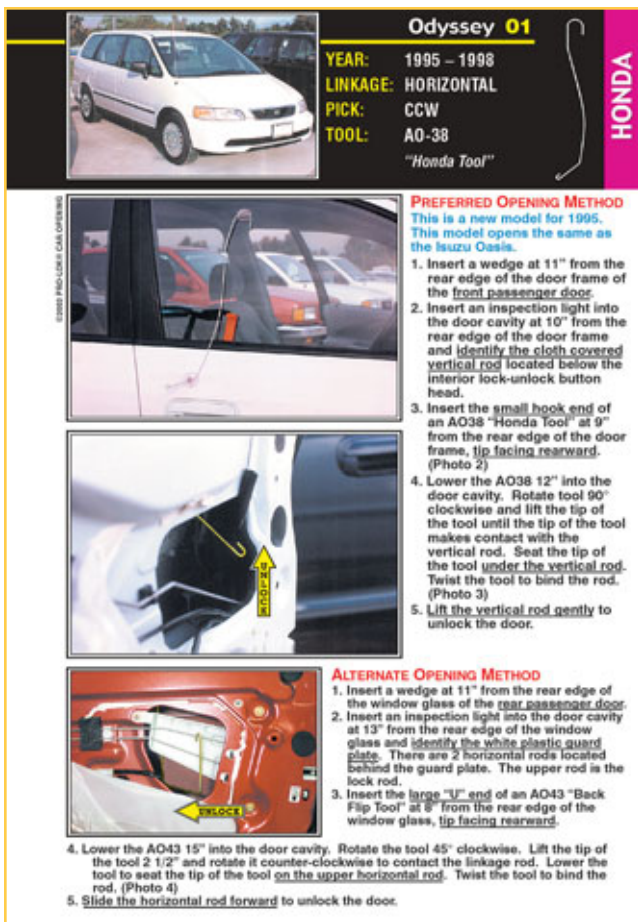 Odyssey 01
YEAR: 1995 – 1998
LINKAGE: HORIZONTAL
PICK: CCW
TOOL: AO-38
"Honda Tool"
HONDA
©2002 PRO-LOK® CAR OPENING
PREFERRED OPENING METHOD
This is a new model for 1995.
This model opens the same as
the Isuzu Oasis.
1. Insert a wedge at 11" from the
rear edge of the door frame of
the front passenger door.
2. Insert an inspection light into
the door cavity at 10" from the
rear edge of the door frame
and identify the cloth covered
vertical rod located below the
interior lock-unlock button
head.
3. Insert the small hook end of
an AO38 "Honda Tool" at 9"
from the rear edge of the door
frame, tip facing rearward.
(Photo 2)
4. Lower the AO38 12" into the
door cavity. Rotate tool 90°
clockwise and lift the tip of
the tool until the tip of the tool
makes contact with the
vertical rod. Seat the tip of
the tool under the vertical rod.
Twist the tool to bind the rod.
(Photo 3)
5. Lift the vertical rod gently to
unlock the door.
UNLOCK
ALTERNATE OPENING METHOD
1. Insert a wedge at 11" from the rear edge of
the window glass of the rear passenger door.
2. Insert an inspection light into the door cavity
at 13" from the rear edge of the window
glass and identify the white plastic guard
plate. There are 2 horizontal rods located
behind the guard plate. The upper rod is the
lock rod.
3. Insert the large "U" end of an AO43 "Back
Flip Tool" at 8" from the rear edge of the
window glass, tip facing rearward.
UNLOCK
4. Lower the AO43 15" into the door cavity. Rotate the tool 45° clockwise. Lift the tip of
the tool 2 1/2" and rotate it counter-clockwise to contact the linkage rod. Lower the
tool to seat the tip of the tool on the upper horizontal rod. Twist the tool to bind the
rod. (Photo 4)
5. Slide the horizontal rod forward to unlock the door.